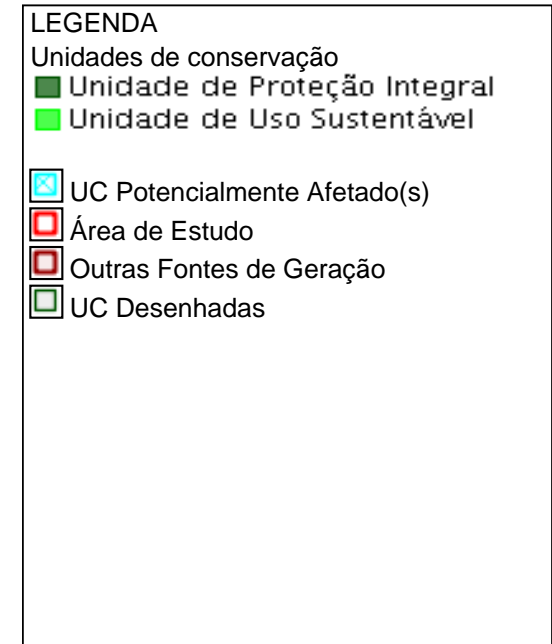 LEGENDA
Unidades de conservação
Unidade de Proteção Integral
Unidade de Uso Sustentável
UC Potencialmente Afetado(s)
Área de Estudo
Outras Fontes de Geração
UC Desenhadas